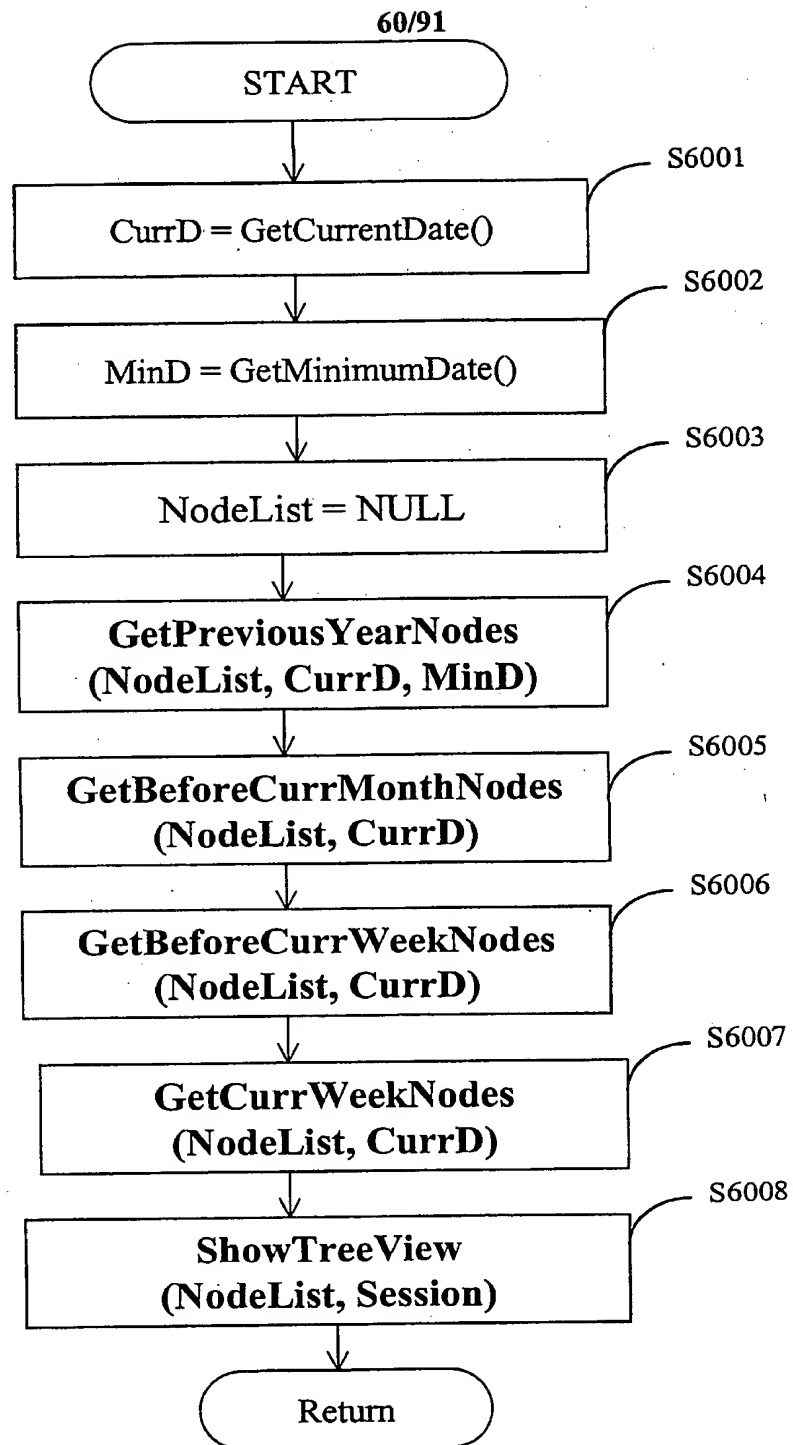 60/91
START
S6001
CurrD = GetCurrentDate()
S6002
MinD = GetMinimumDate()
S6003
NodeList = NULL
S6004
GetPreviousYearNodes
(NodeList, CurrD, MinD)
S6005
GetBeforeCurrMonthNodes
(NodeList, CurrD)
S6006
GetBeforeCurrWeekNodes
(NodeList, CurrD)
S6007
GetCurrWeekNodes
(NodeList, CurrD)
S6008
ShowTreeView
(NodeList, Session)
Return